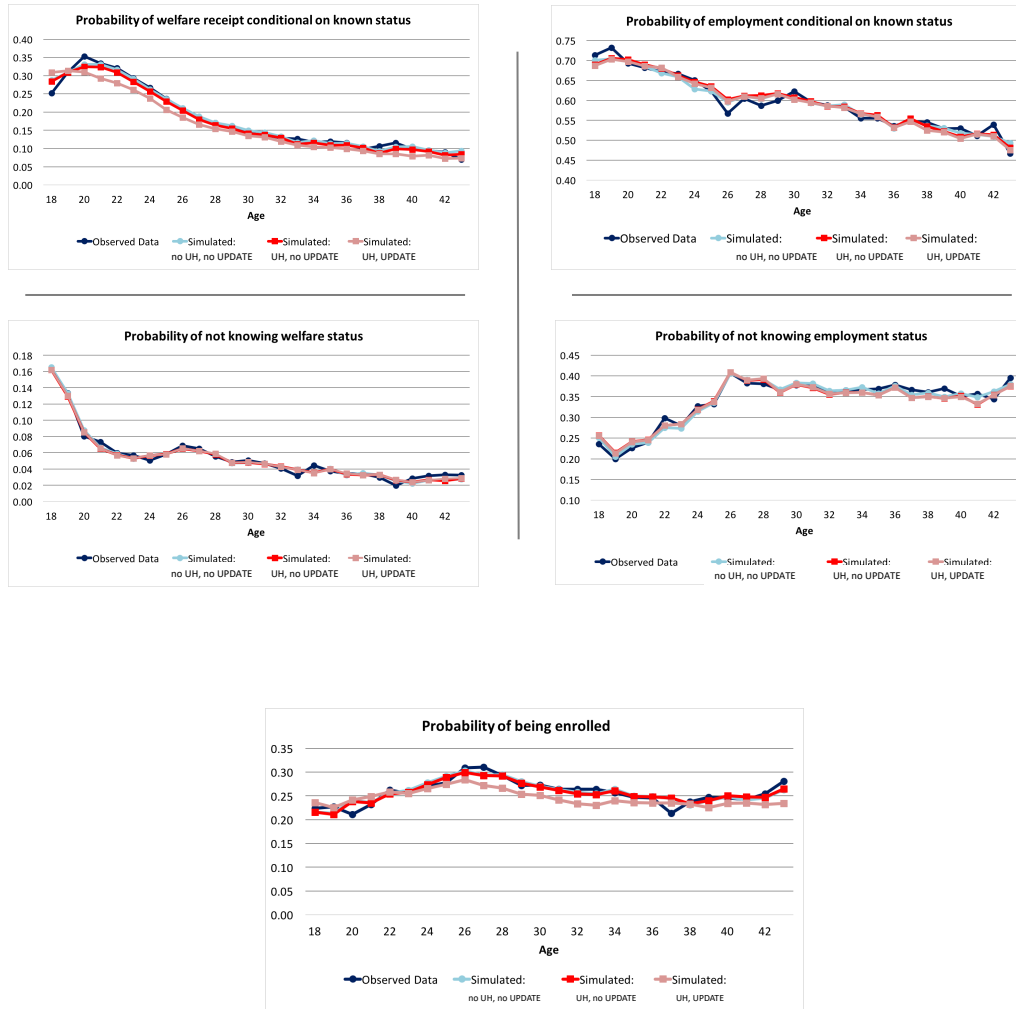 Probability of welfare receipt conditional on known status
0.40
0.35
0.30
0.25
0.20
0.15
0.10
0.05
0.00
18 20 22 24 26 28 30 32 34 36 38 40 42
Age
Observed Data Simulated: Simulated: Simulated:
no UH, no UPDATE UH, no UPDATE UH, UPDATE
Probability of employment conditional on known status
0.75
0.70
0.65
0.60
0.55
0.50
0.45
0.40
18 20 22 24 26 28 30 32 34 36 38 40 42
Age
Observed Data Simulated: Simulated: Simulated:
no UH, no UPDATE UH, no UPDATE UH, UPDATE
Probability of not knowing welfare status
0.18
0.16
0.14
0.12
0.10
0.08
0.06
0.04
0.02
0.00
18 20 22 24 26 28 30 32 34 36 38 40 42
Age
Observed Data Simulated: Simulated: Simulated:
no UH, no UPDATE UH, no UPDATE UH, UPDATE
Probability of not knowing employment status
0.45
0.40
0.35
0.30
0.25
0.20
0.15
0.10
18 20 22 24 26 28 30 32 34 36 38 40 42
Age
Observed Data Simulated: Simulated: Simulated:
no UH, no UPDATE UH, no UPDATE UH, UPDATE
Probability of being enrolled
0.35
0.30
0.25
0.20
0.15
0.10
0.05
0.00
18 20 22 24 26 28 30 32 34 36 38 40 42
Age
Observed Data Simulated: Simulated: Simulated:
no UH, no UPDATE UH, no UPDATE UH, UPDATE